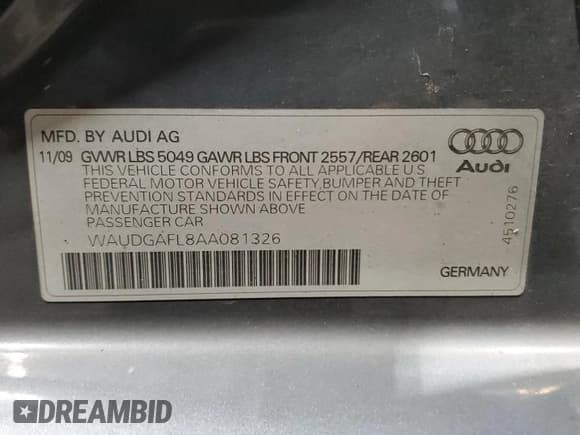 MFD. BY AUDI AG
11/09 GVWR LBS 5049 GAWR LBS FRONT 2557/REAR 2601
THIS VEHICLE CONFORMS TO ALL APPLICABLE U S
FEDERAL MOTOR VEHICLE SAFETY,BUMPER AND THEFT
PREVENTION STANDARDS IN EFFECT ON THE DATE OF
MANUFACTURE SHOWN ABOVE
PASSENGER CAR
WAUDGAFL8AA081326
Audi
4510276
GERMANY
DREAMBID